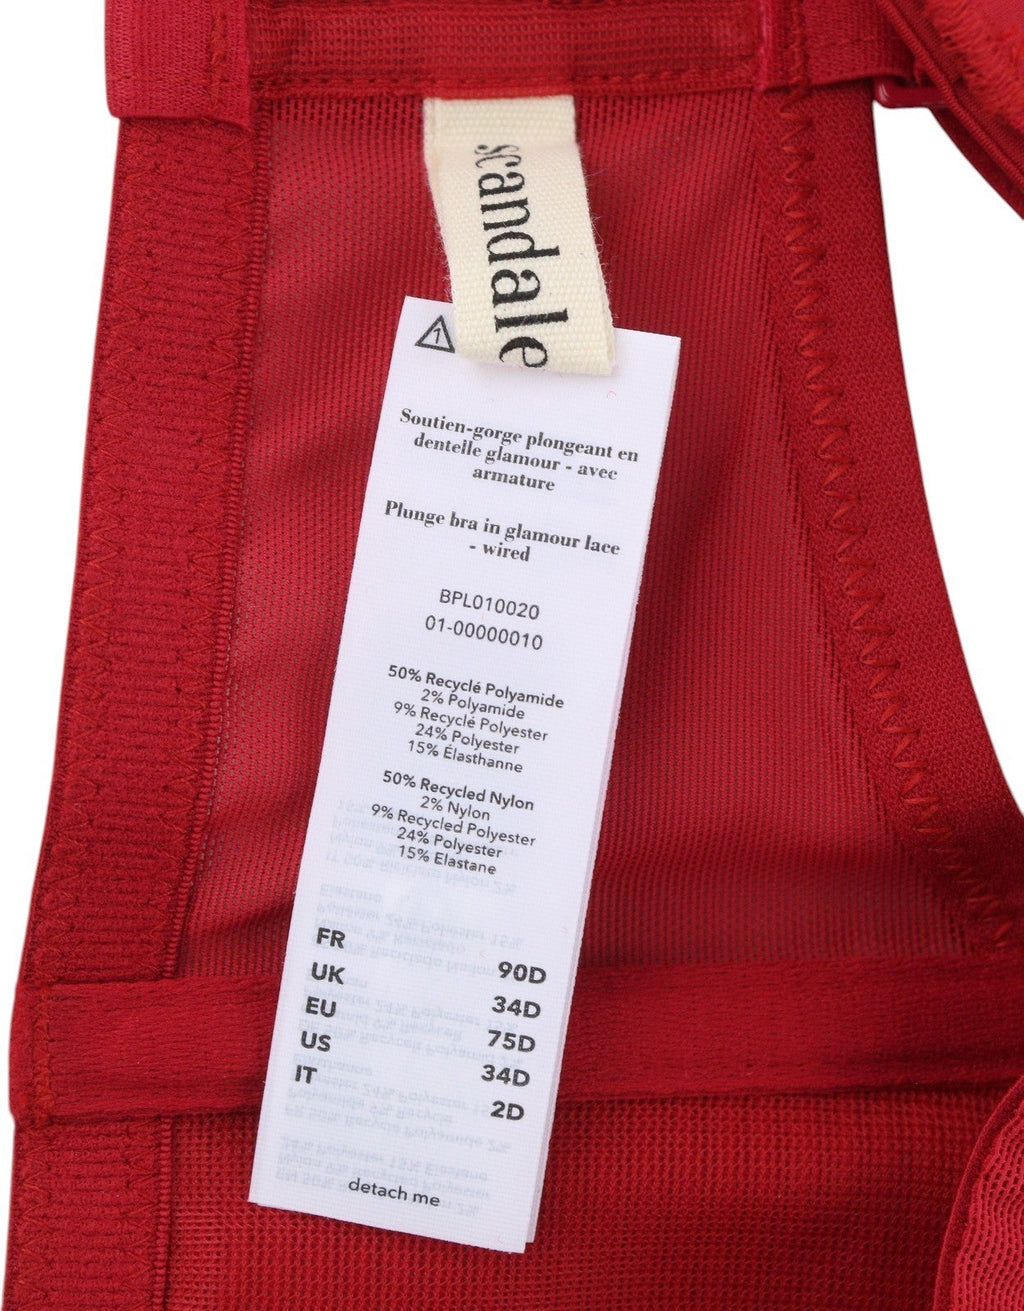 scandale
1
Soutien-gorge plongeant en
dentelle glamour - avec
armature
Plunge bra in glamour lace
- wired
BPL010020
01-00000010
50% Recyclé Polyamide
2% Polyamide
9% Recyclé Polyester
24% Polyester
15% Élasthanne
50% Recycled Nylon
2% Nylon
9% Recycled Polyester
24% Polyester
15% Elastane
FR 90D
UK 34D
EU 75D
US 34D
IT 2D
detach me